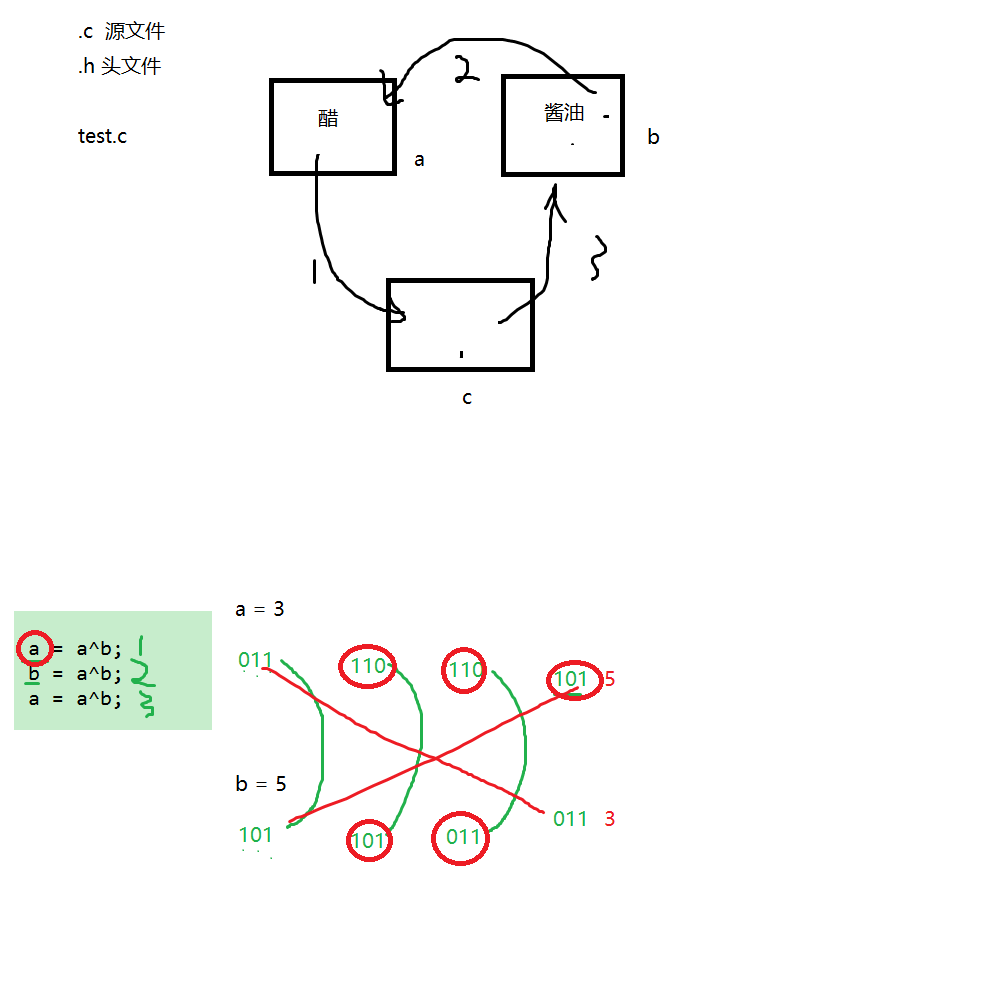 .c 源文件
.h 头文件
test.c
2
醋
酱油
a
b
1
3
c
a = a^b; 1
b = a^b; 2
a = a^b; 3
a = 3
011 110 110 101 5
b = 5
101 101 011 011 3